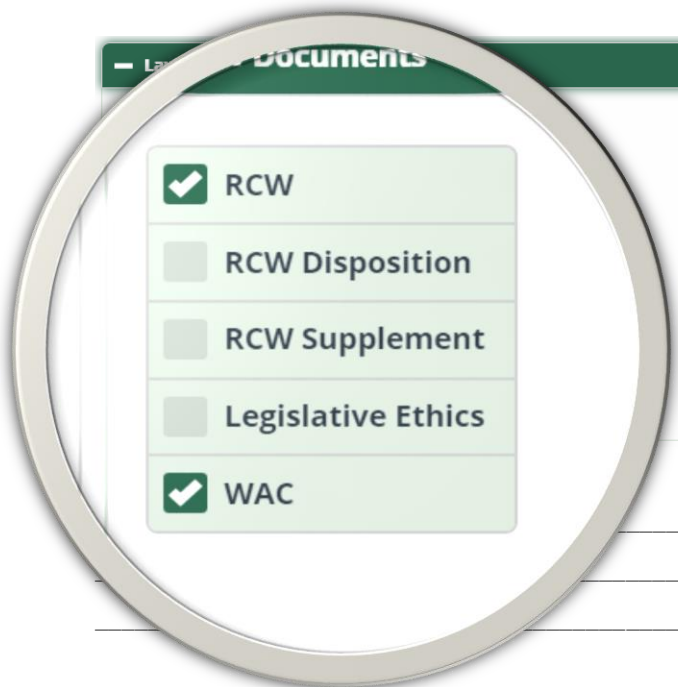 Documents
RCW
RCW Disposition
RCW Supplement
Legislative Ethics
WAC